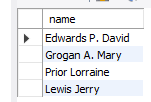 name
Edwards P. David
Grogan A. Mary
Prior Lorraine
Lewis Jerry